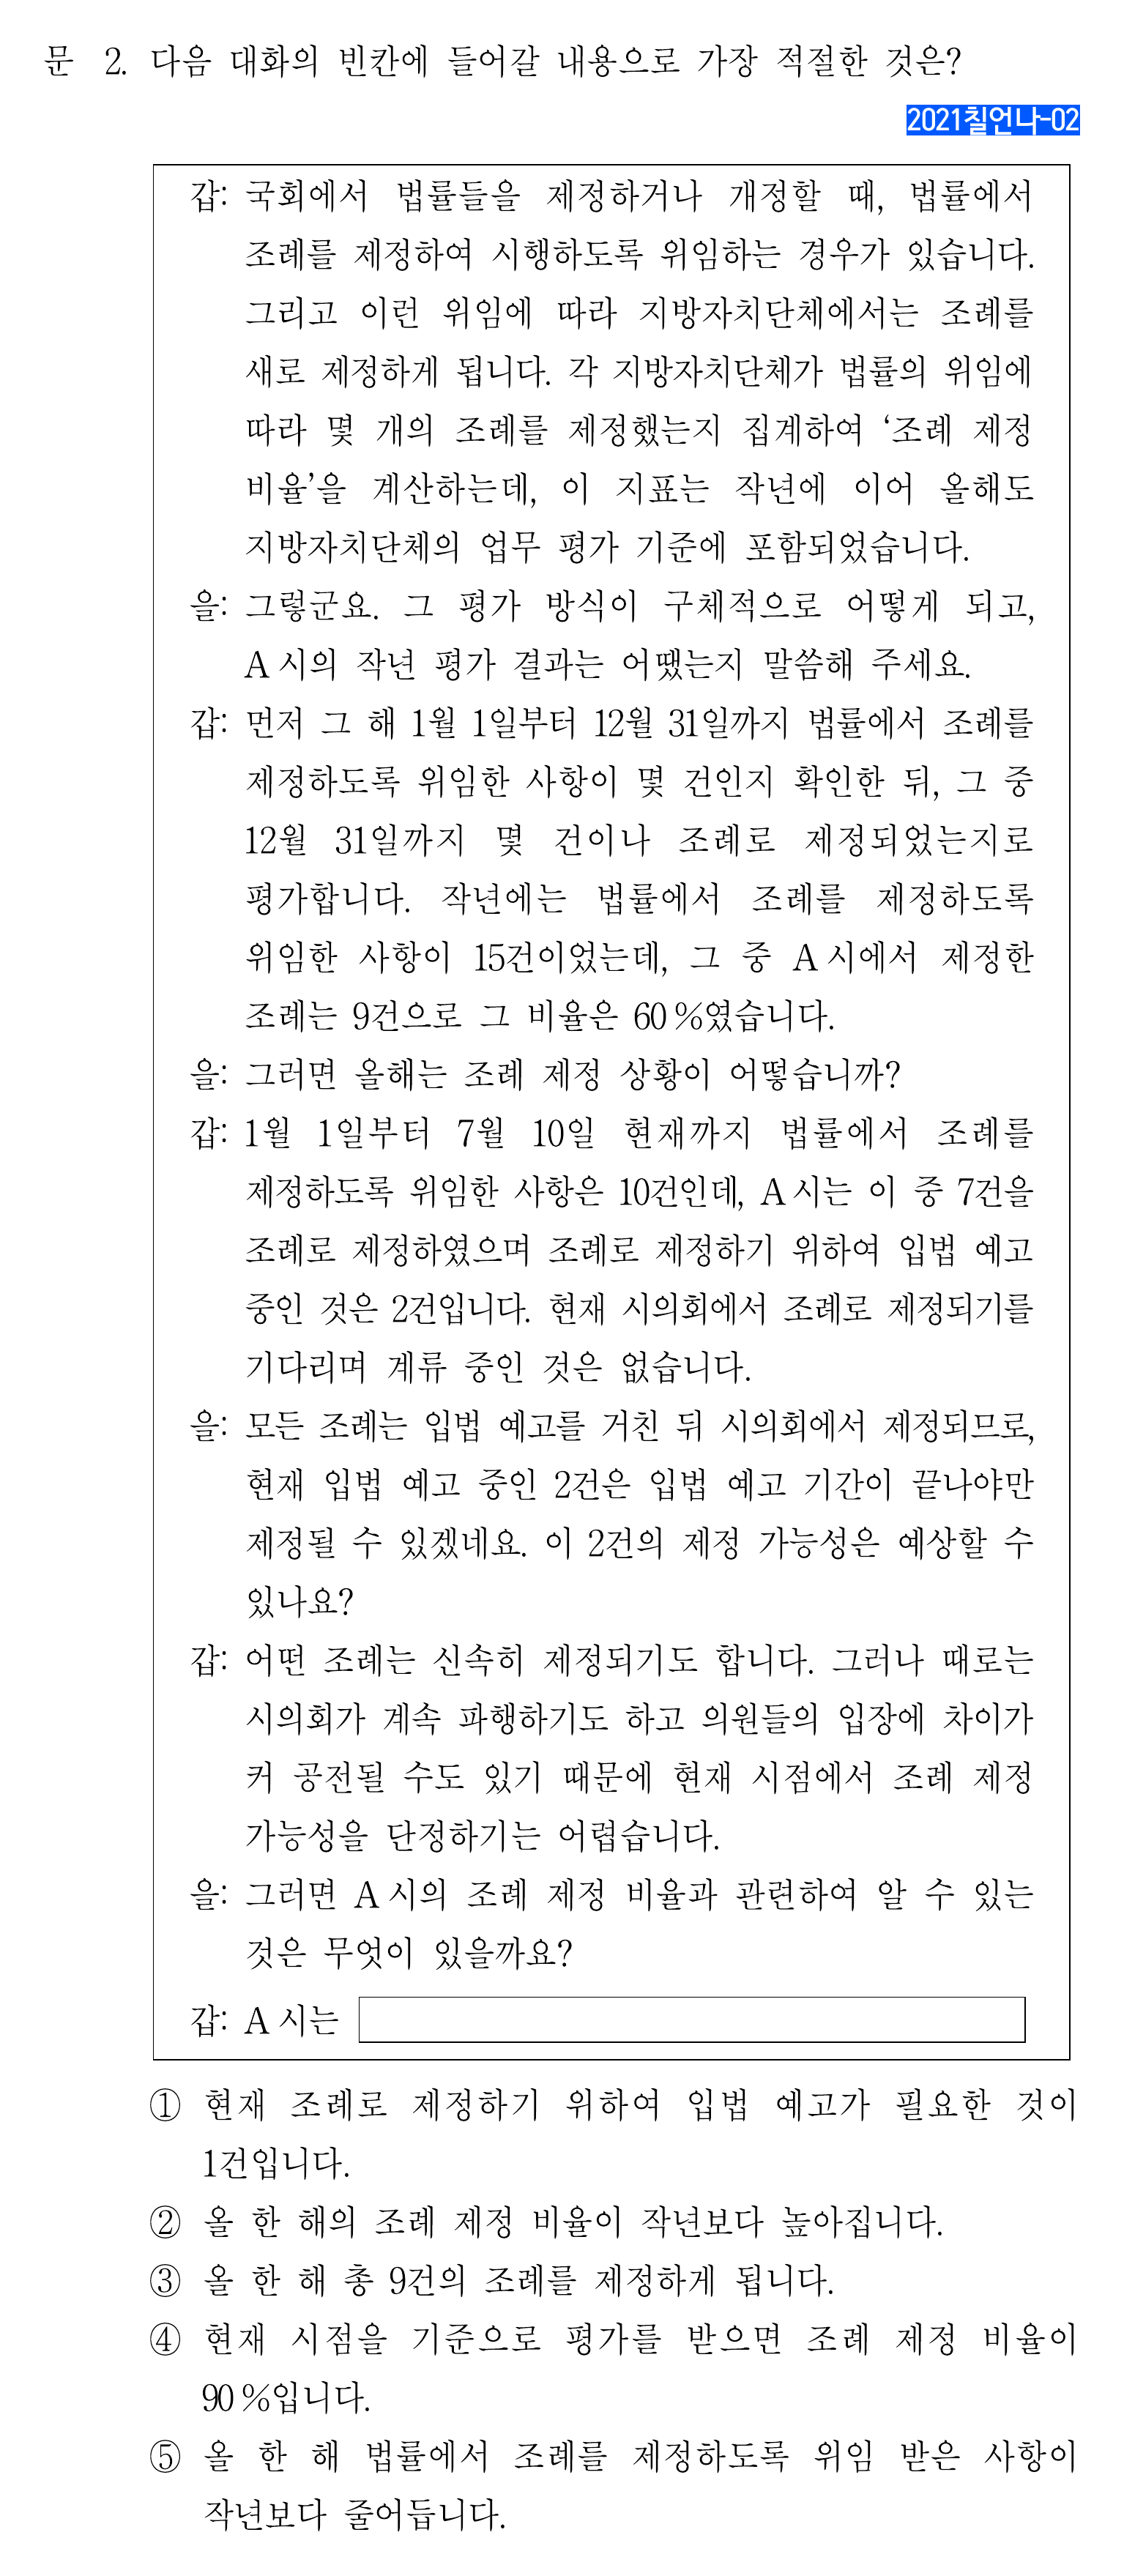 문 2. 다음 대화의 빈칸에 들어갈 내용으로 가장 적절한 것은?
2021칠언나-02
갑: 국회에서 법률들을 제정하거나 개정할 때, 법률에서
조례를 제정하여 시행하도록 위임하는 경우가 있습니다.
그리고 이런 위임에 따라 지방자치단체에서는 조례를
새로 제정하게 됩니다. 각 지방자치단체가 법률의 위임에
따라 몇 개의 조례를 제정했는지 집계하여 ‘조례 제정
비율’을 계산하는데, 이 지표는 작년에 이어 올해도
지방자치단체의 업무 평가 기준에 포함되었습니다.
을: 그렇군요. 그 평가 방식이 구체적으로 어떻게 되고,
A 시의 작년 평가 결과는 어땠는지 말씀해 주세요.
갑: 먼저 그 해 1월 1일부터 12월 31일까지 법률에서 조례를
제정하도록 위임한 사항이 몇 건인지 확인한 뒤, 그 중
12월 31일까지 몇 건이나 조례로 제정되었는지로
평가합니다. 작년에는 법률에서 조례를 제정하도록
위임한 사항이 15건이었는데, 그 중 A 시에서 제정한
조례는 9건으로 그 비율은 60 %였습니다.
을: 그러면 올해는 조례 제정 상황이 어떻습니까?
갑: 1월 1일부터 7월 10일 현재까지 법률에서 조례를
제정하도록 위임한 사항은 10건인데, A 시는 이 중 7건을
조례로 제정하였으며 조례로 제정하기 위하여 입법 예고
중인 것은 2건입니다. 현재 시의회에서 조례로 제정되기를
기다리며 계류 중인 것은 없습니다.
을: 모든 조례는 입법 예고를 거친 뒤 시의회에서 제정되므로,
현재 입법 예고 중인 2건은 입법 예고 기간이 끝나야만
제정될 수 있겠네요. 이 2건의 제정 가능성은 예상할 수
있나요?
갑: 어떤 조례는 신속히 제정되기도 합니다. 그러나 때로는
시의회가 계속 파행하기도 하고 의원들의 입장에 차이가
커 공전될 수도 있기 때문에 현재 시점에서 조례 제정
가능성을 단정하기는 어렵습니다.
을: 그러면 A 시의 조례 제정 비율과 관련하여 알 수 있는
것은 무엇이 있을까요?
갑: A 시는
① 현재 조례로 제정하기 위하여 입법 예고가 필요한 것이
1건입니다.
② 올 한 해의 조례 제정 비율이 작년보다 높아집니다.
③ 올 한 해 총 9건의 조례를 제정하게 됩니다.
④ 현재 시점을 기준으로 평가를 받으면 조례 제정 비율이
90 %입니다.
⑤ 올 한 해 법률에서 조례를 제정하도록 위임 받은 사항이
작년보다 줄어듭니다.